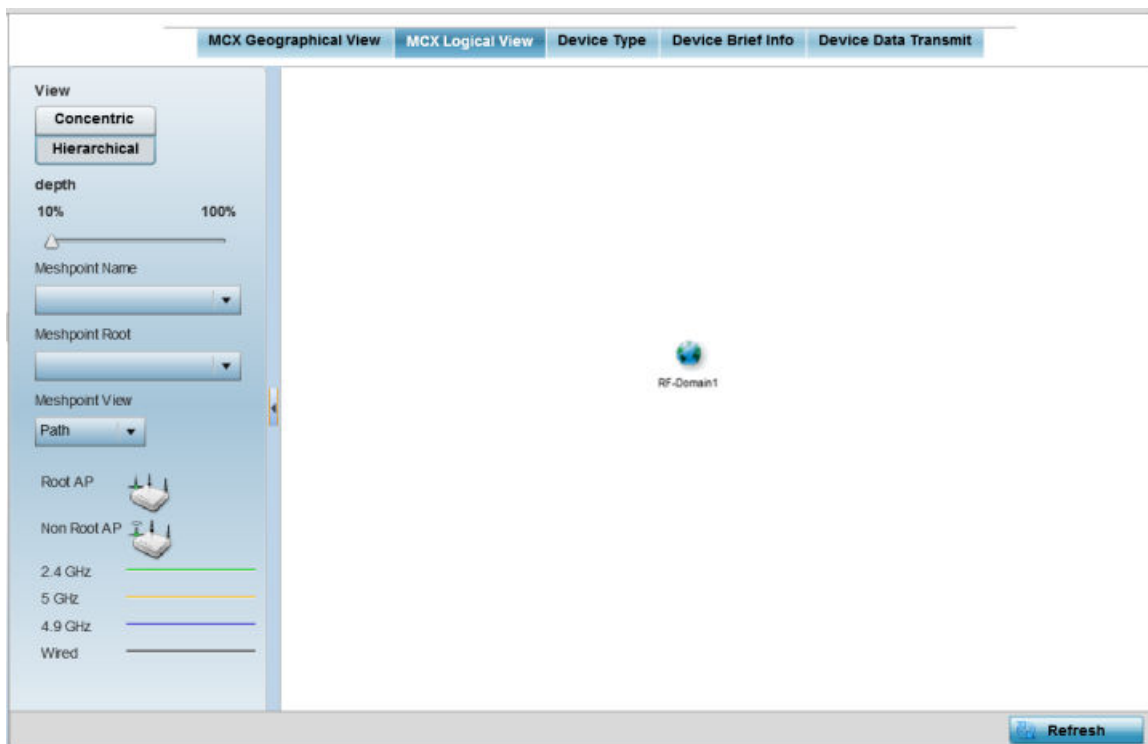 MCX Geographical View MCX Logical View Device Type Device Brief Info Device Data Transmit
View
Concentric
Hierarchical
depth
10% 100%
Meshpoint Name
Meshpoint Root
Meshpoint View
Path
Root AP
Non Root AP
2.4 GHz
5 GHz
4.9 GHz
Wired
RF-Domain1
Refresh